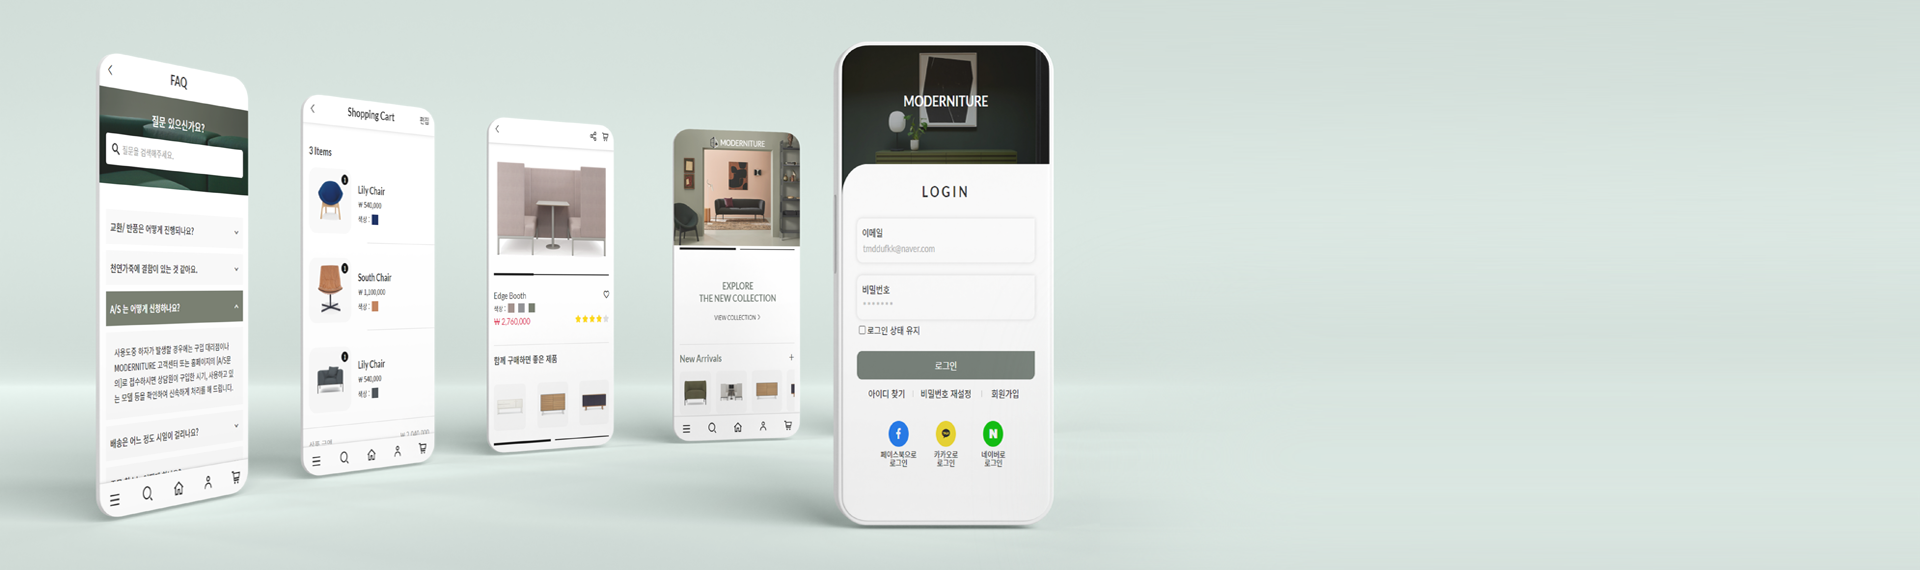 FAQ
질문 있으신가요?
질문을 검색해주세요.
교환/ 반품은 어떻게 진행되나요?
천연가죽에 결함이 있는 것 같아요.
A/S 는 어떻게 신청하나요?
사용도중 하자가 발생할 경우에는 구입 대리점이나
MODERNITURE 고객센터 또는 홈페이지의 [A/S문
의]로 접수하시면 상담원이 구입한 시기, 사용하고 있
는 모델 등을 확인하여 신속하게 처리를 해 드립니다.
배송은 어느 정도 시일이 걸리나요?
Shopping Cart
편집
3 Items
Lily Chair
₩ 540,000
색상 :
South Chair
₩ 1,100,000
색상 :
Lily Chair
₩ 540,000
색상 :
Edge Booth
색상 :
₩ 2,760,000
함께 구매하면 좋은 제품
MODERNITURE
EXPLORE
THE NEW COLLECTION
VIEW COLLECTION >
New Arrivals +
MODERNITURE
LOGIN
이메일
tmddufkk@naver.com
비밀번호
*******
로그인 상태 유지
로그인
아이디 찾기 | 비밀번호 재설정 | 회원가입
페이스북으로
로그인
카카오로
로그인
네이버로
로그인